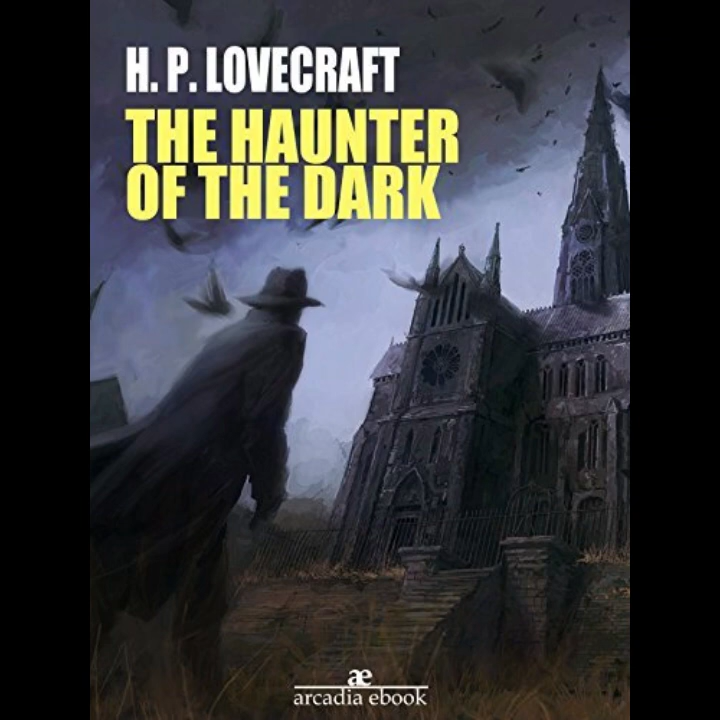 H. P. LOVECRAFT
THE HAUNTER
OF THE DARK
æ
arcadia ebook